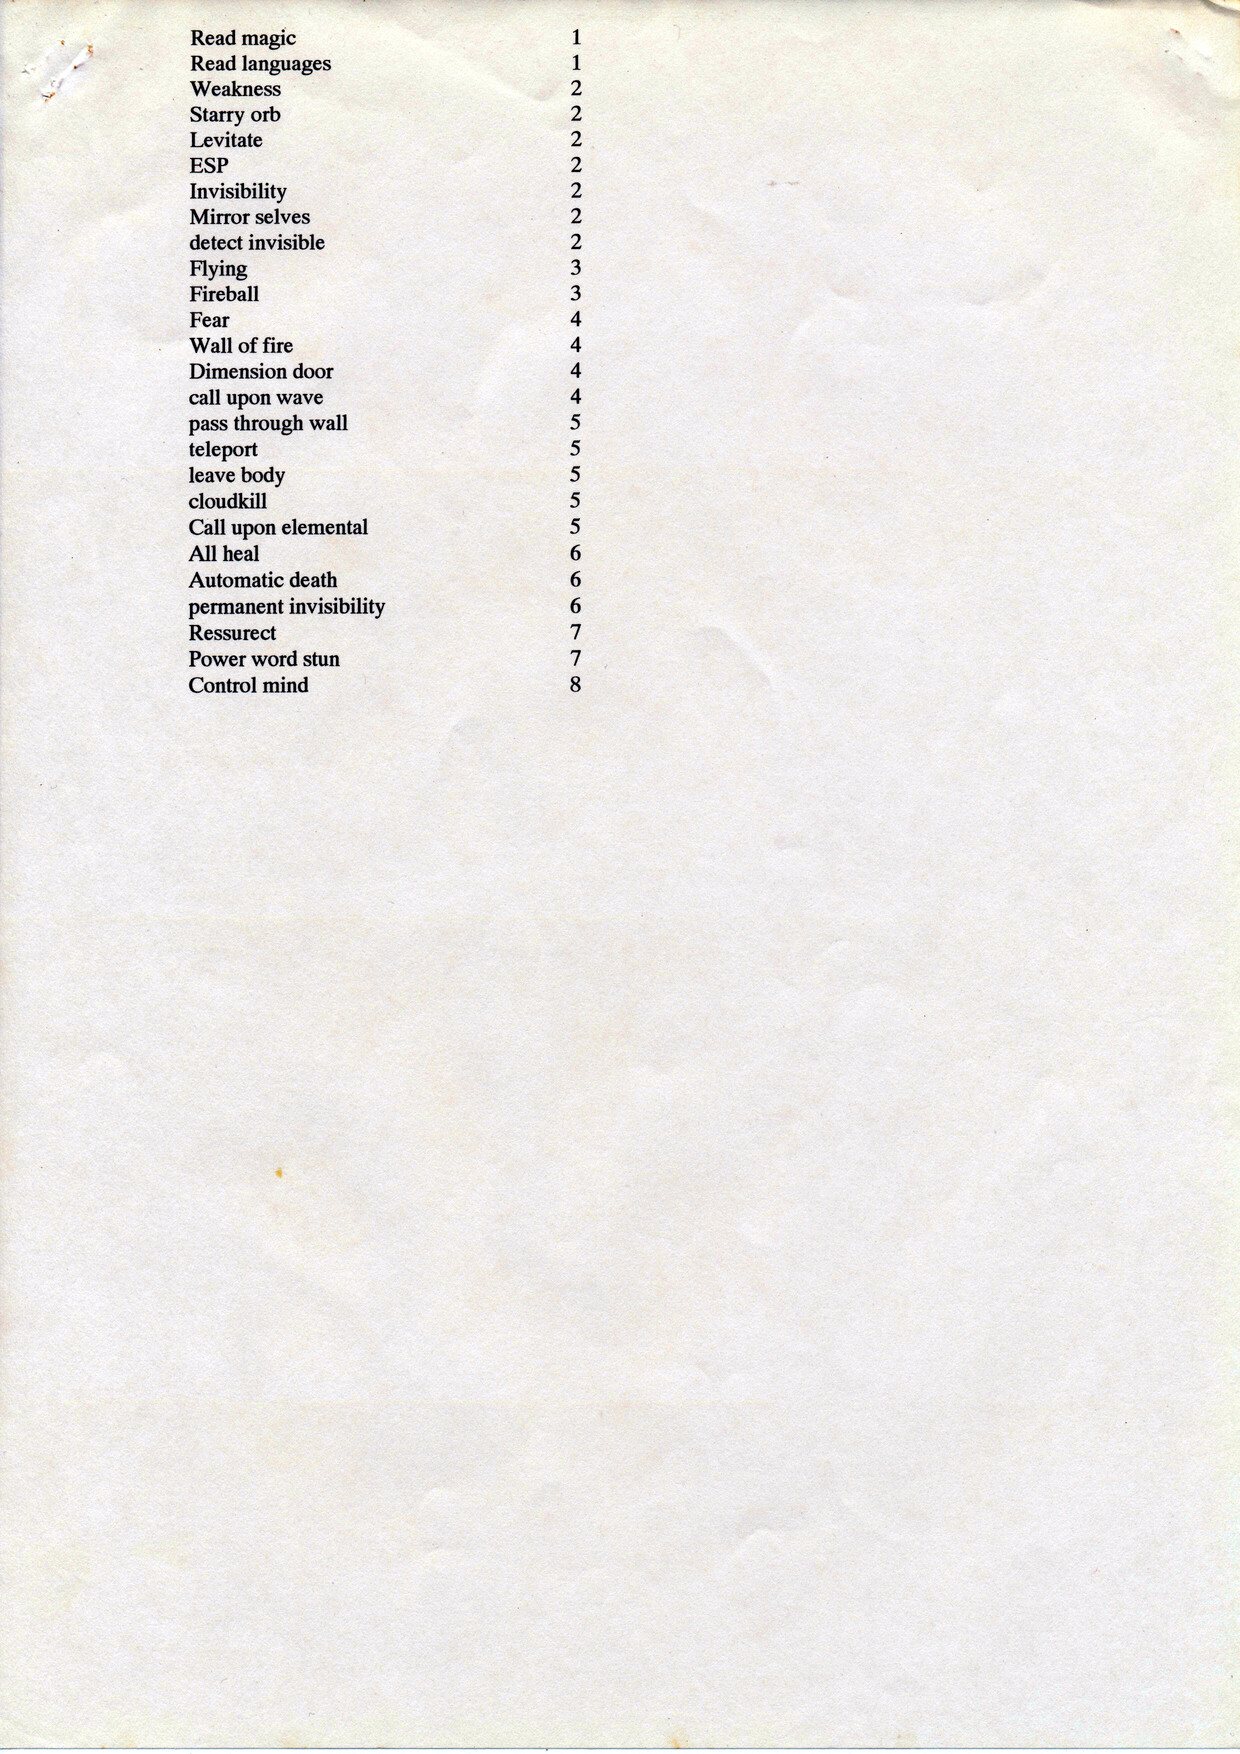 Read magic 1
Read languages 1
Weakness 2
Starry orb 2
Levitate 2
ESP 2
Invisibility 2
Mirror selves 2
detect invisible 2
Flying 3
Fireball 3
Fear 4
Wall of fire 4
Dimension door 4
call upon wave 4
pass through wall 5
teleport 5
leave body 5
cloudkill 5
Call upon elemental 5
All heal 6
Automatic death 6
permanent invisibility 6
Ressurect 7
Power word stun 7
Control mind 8